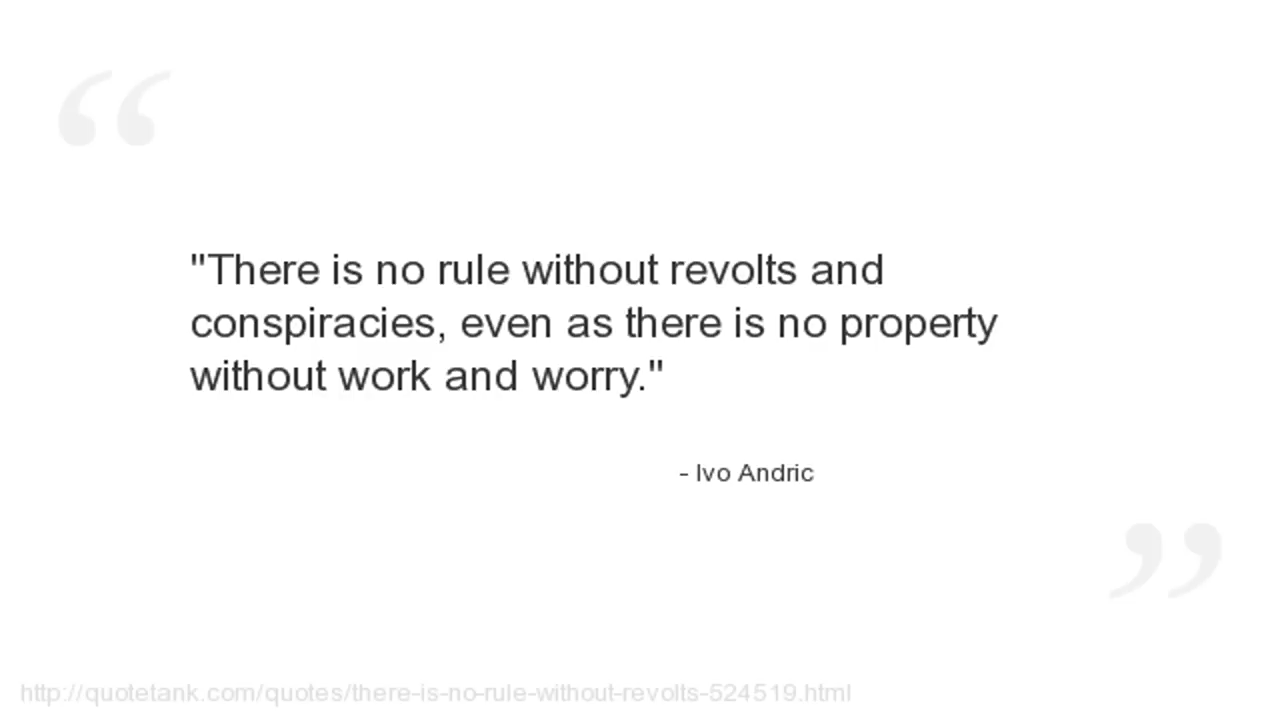 "There is no rule without revolts and
conspiracies, even as there is no property
without work and worry."
- Ivo Andric
http://quotetank.com/quotes/there-is-no-rule-without-revolts-524519.html